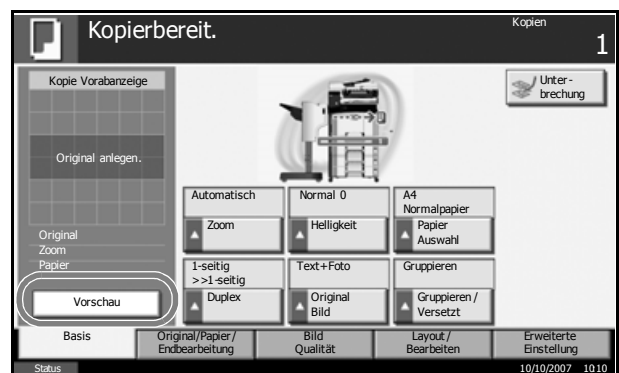 Kopierbereit.
Kopien
1
Kopie Vorabanzeige
Original anlegen.
Original
Zoom
Papier
Vorschau
Unter-
brechung
Automatisch
Zoom
Normal 0
Helligkeit
A4
Normalpapier
Papier
Auswahl
1-seitig
>>1-seitig
Duplex
Text+Foto
Original
Bild
Gruppieren
Gruppieren /
Versetzt
Basis
Original/Papier/
Endbearbeitung
Bild
Qualität
Layout/
Bearbeiten
Erweiterte
Einstellung
Status
10/10/2007 10:10